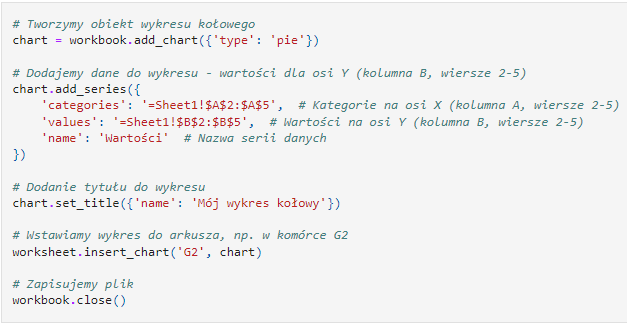 # Tworzymy obiekt wykresu kołowego
chart = workbook.add_chart({'type': 'pie'})

# Dodajemy dane do wykresu - wartości dla osi Y (kolumna B, wiersze 2-5)
chart.add_series({
    'categories': '=Sheet1!$A$2:$A$5',  # Kategorie na osi X (kolumna A, wiersze 2-5)
    'values': '=Sheet1!$B$2:$B$5',  # Wartości na osi Y (kolumna B, wiersze 2-5)
    'name': 'Wartości'  # Nazwa serii danych
})

# Dodanie tytułu do wykresu
chart.set_title({'name': 'Mój wykres kołowy'})

# Wstawiamy wykres do arkusza, np. w komórce G2
worksheet.insert_chart('G2', chart)

# Zapisujemy plik
workbook.close()